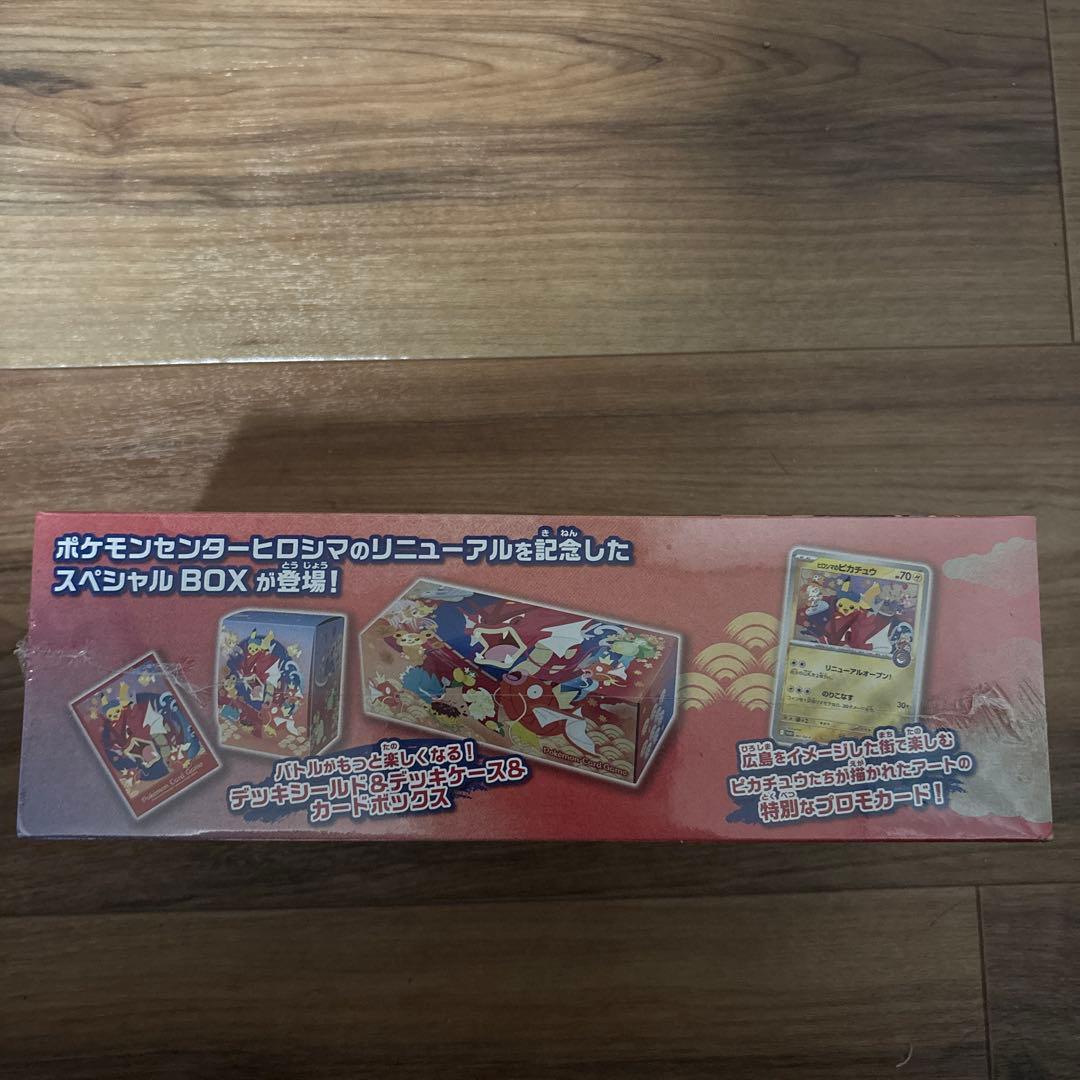 ポケモンセンターヒロシマのリニューアルを記念した
スペシャルBOXが登場!
バトルがもっと楽しくなる!
デッキシールド&デッキケース&
カードボックス
Pokémon Card Game
Pokémon Card Game
ヒロシマのピカチュウ
70
リニューアルオープン!
のりこなす
30+
広島をイメージした街で楽しむ
ピカチュウたちが描かれたアートの
特別なプロモカード!